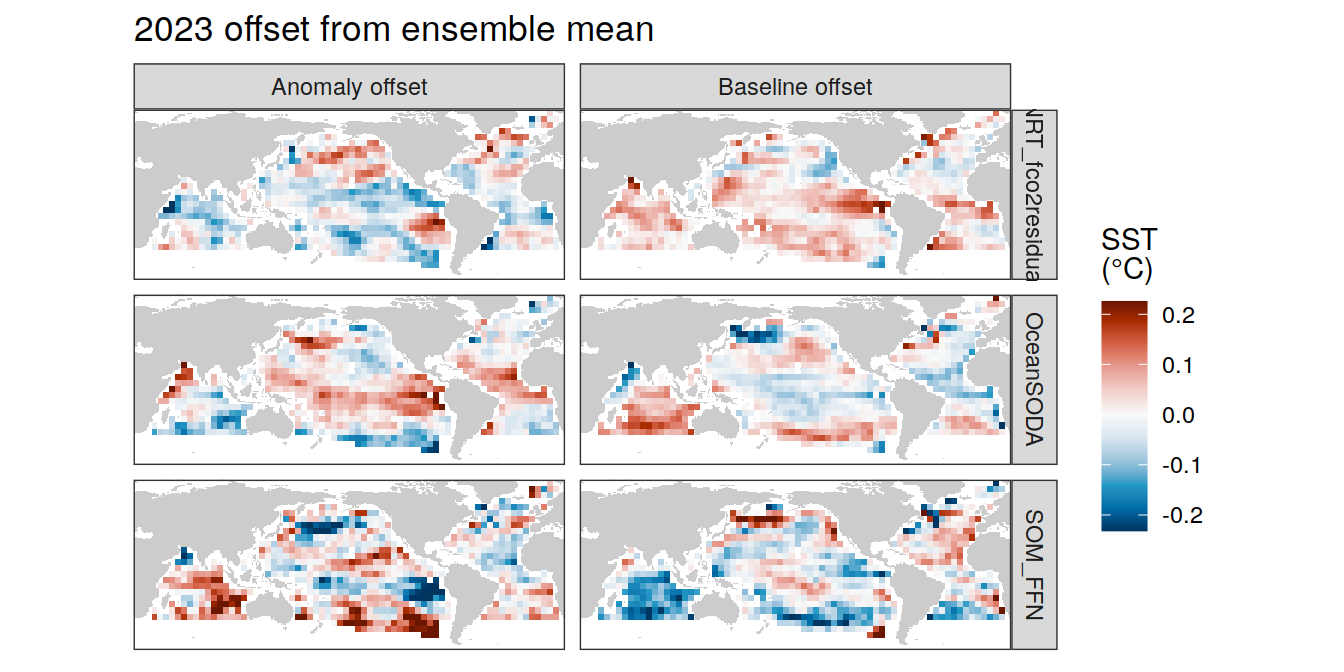 2023 offset from ensemble mean
Anomaly offset
Baseline offset
NRT_fco2residua
OceanSODA
SOM_FFN
SST
(°C)
0.2
0.1
0.0
-0.1
-0.2